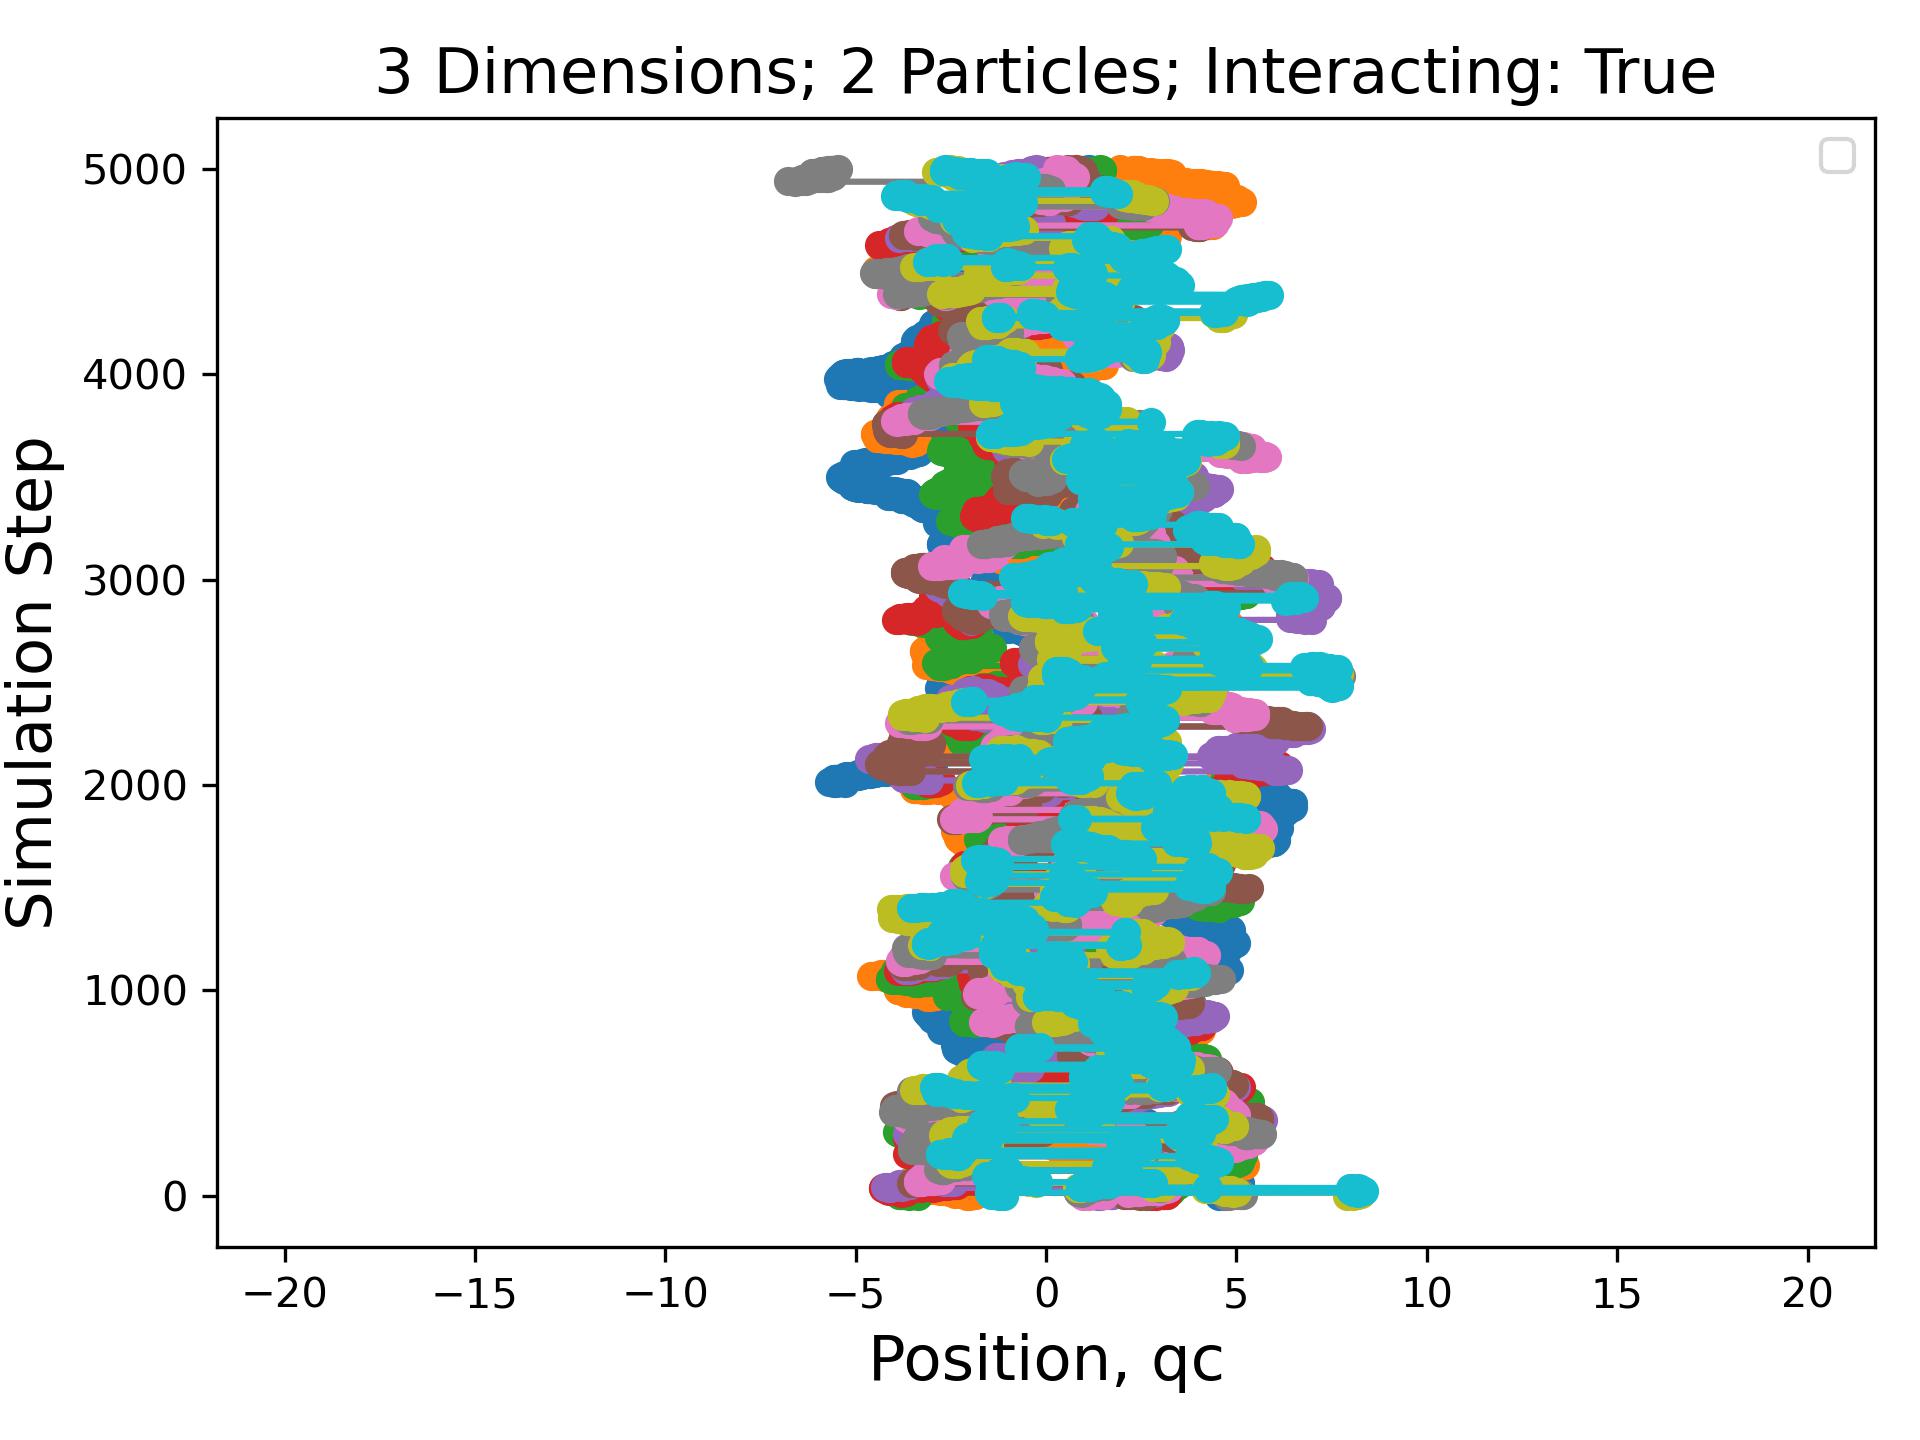 3 Dimensions; 2 Particles; Interacting: True
Simulation Step
5000
4000
3000
2000
1000
0
−20 −15 −10 −5 0 5 10 15 20
Position, qc